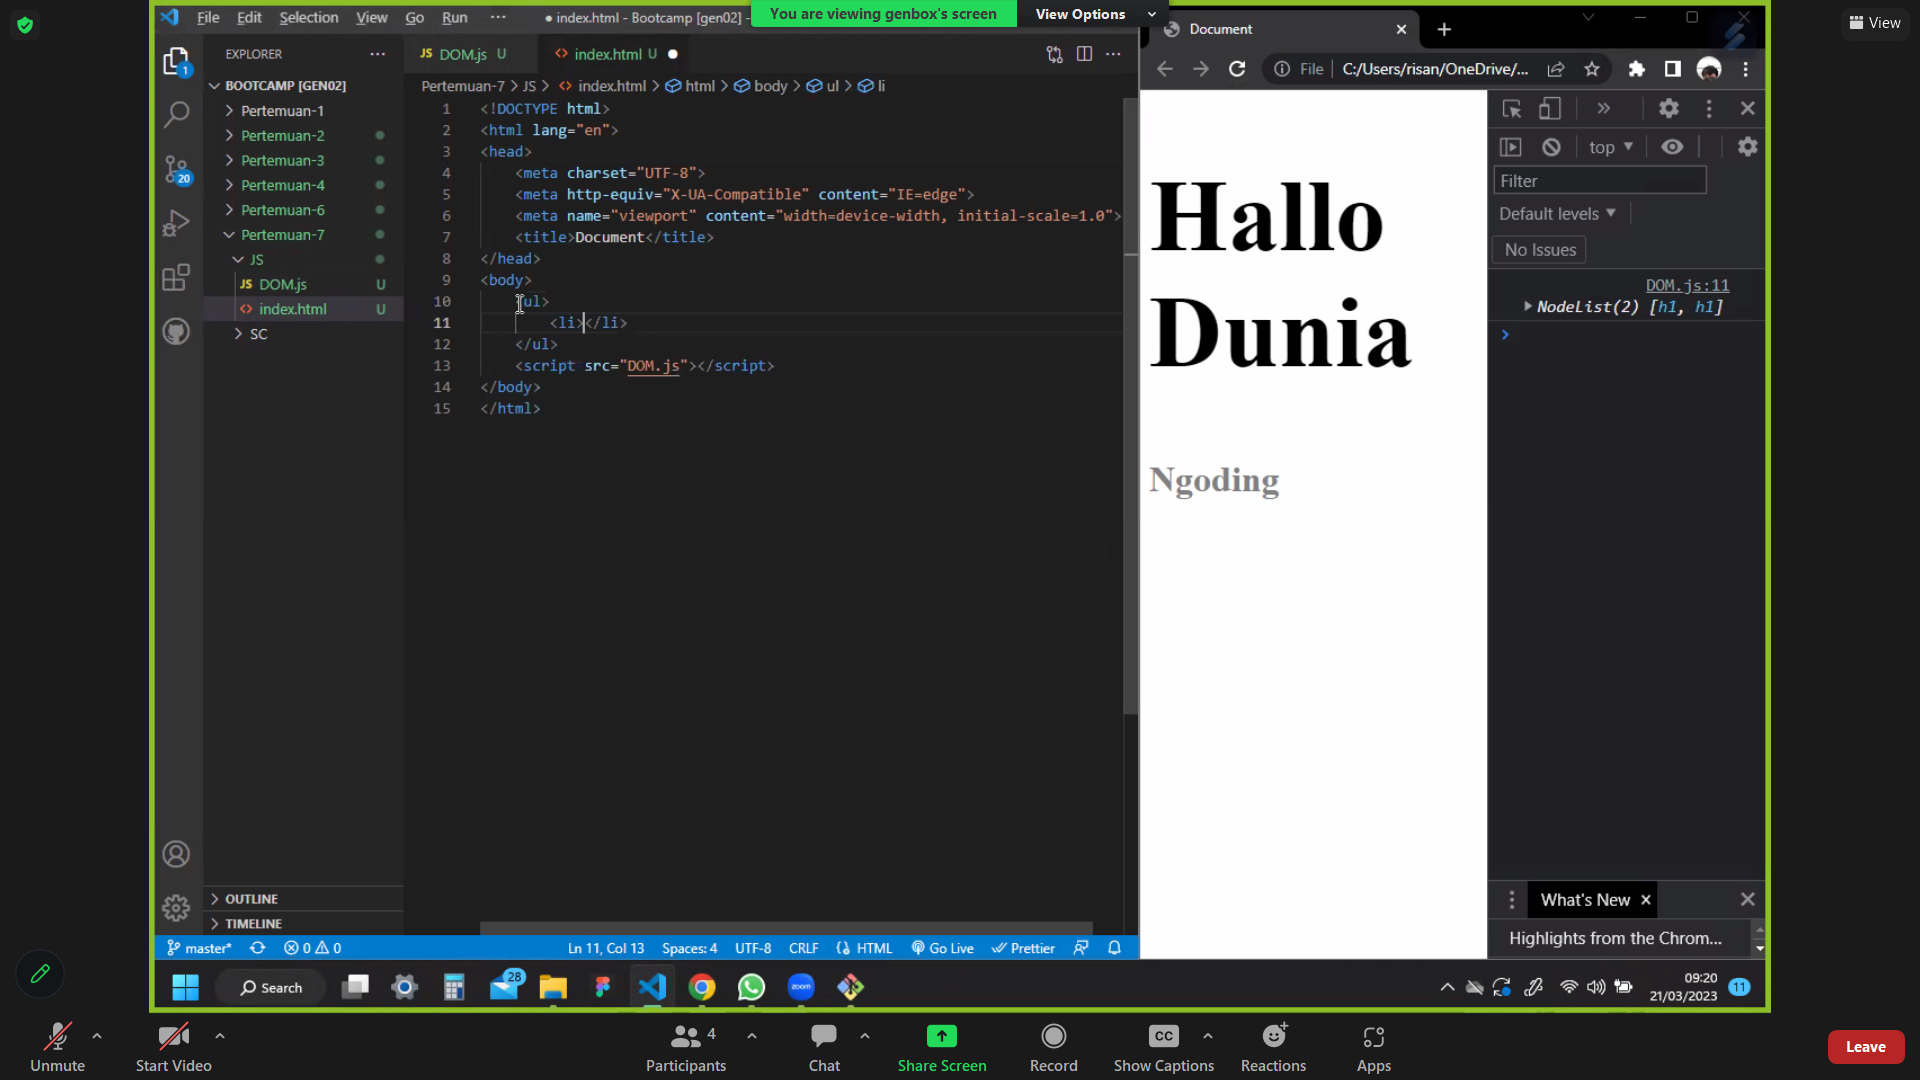 You are viewing genbox's screen
View Options
View
File Edit Selection View Go Run ···
● index.html - Bootcamp [gen02] -
EXPLORER
BOOTCAMP [GEN02]
Pertemuan-1
Pertemuan-2
Pertemuan-3
Pertemuan-4
Pertemuan-6
Pertemuan-7
JS
JS DOM.js U
<> index.html U
SC
OUTLINE
TIMELINE
1
20
JS DOM.js U
<> index.html U ●
Pertemuan-7 > JS > <> index.html > html > body > ul > li
1 <!DOCTYPE html>
2 <html lang="en">
3 <head>
4 <meta charset="UTF-8">
5 <meta http-equiv="X-UA-Compatible" content="IE=edge">
6 <meta name="viewport" content="width=device-width, initial-scale=1.0">
7 <title>Document</title>
8 </head>
9 <body>
10 <ul>
11 <li></li>
12 </ul>
13 <script src="DOM.js"></script>
14 </body>
15 </html>
master* 0 0 Ln 11, Col 13 Spaces: 4 UTF-8 CRLF HTML Go Live Prettier
Document
File C:/Users/risan/OneDrive/...
Hallo
Dunia
Ngoding
top
Filter
Default levels
No Issues
DOM.js:11
NodeList(2) [h1, h1]
What's New
Highlights from the Chrom...
Search
28
zoom
09:20
21/03/2023
11
Unmute
Start Video
Participants
4
Chat
Share Screen
Record
CC
Show Captions
Reactions
Apps
Leave